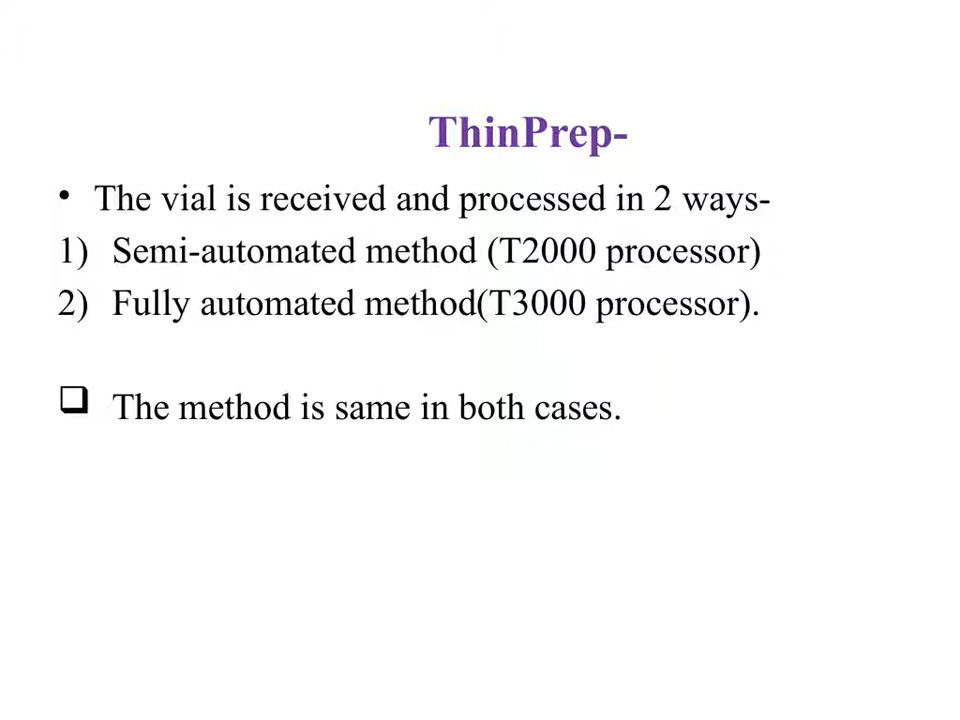 ThinPrep-
• The vial is received and processed in 2 ways-
1) Semi-automated method (T2000 processor)
2) Fully automated method(T3000 processor).
❑ The method is same in both cases.